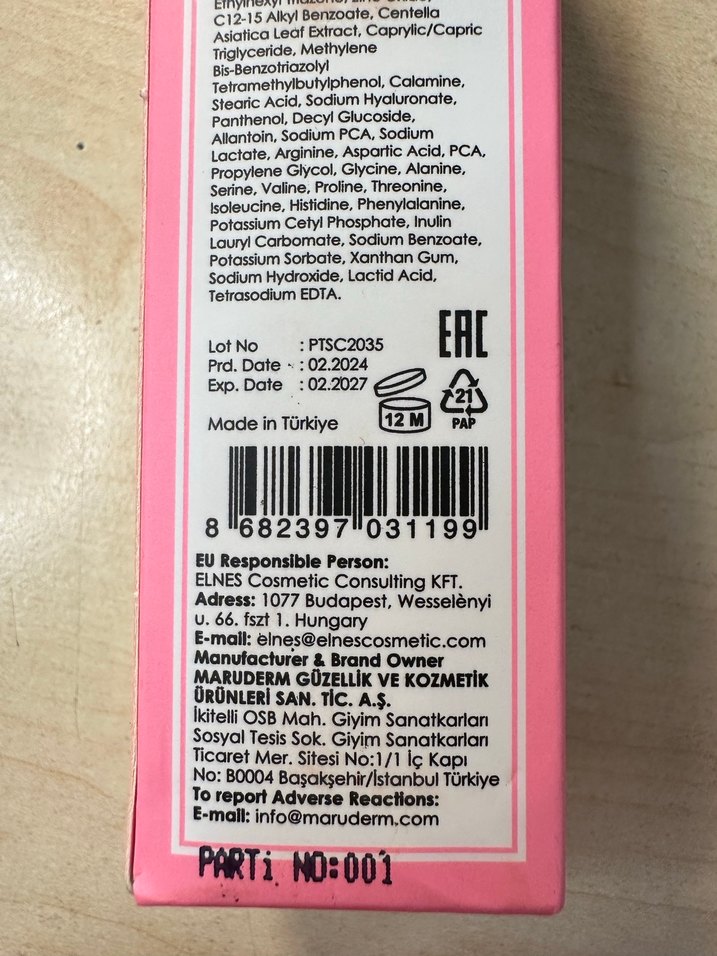 Ethylhexyl Triazone, Zinc Oxide,
C12-15 Alkyl Benzoate, Centella
Asiatica Leaf Extract, Caprylic/Capric
Triglyceride, Methylene
Bis-Benzotriazolyl
Tetramethylbutylphenol, Calamine,
Stearic Acid, Sodium Hyaluronate,
Panthenol, Decyl Glucoside,
Allantoin, Sodium PCA, Sodium
Lactate, Arginine, Aspartic Acid, PCA,
Propylene Glycol, Glycine, Alanine,
Serine, Valine, Proline, Threonine,
Isoleucine, Histidine, Phenylalanine,
Potassium Cetyl Phosphate, Inulin
Lauryl Carbomate, Sodium Benzoate,
Potassium Sorbate, Xanthan Gum,
Sodium Hydroxide, Lactid Acid,
Tetrasodium EDTA.
EAC
Lot No : PTSC2035
Prd. Date : 02.2024
Exp. Date : 02.2027
12 M
21
PAP
Made in Türkiye
8 682397 031199
EU Responsible Person:
ELNES Cosmetic Consulting KFT.
Adress: 1077 Budapest, Wesselènyi
u. 66. fszt 1. Hungary
E-mail: elnes@elnescosmetic.com
Manufacturer & Brand Owner
MARUDERM GÜZELLİK VE KOZMETİK
ÜRÜNLERİ SAN. TİC. A.Ş.
İkitelli OSB Mah. Giyim Sanatkarları
Sosyal Tesis Sok. Giyim Sanatkarları
Ticaret Mer. Sitesi No:1/1 İç Kapı
No: B0004 Başakşehir/İstanbul Türkiye
To report Adverse Reactions:
E-mail: info@maruderm.com
PARTi NO:001